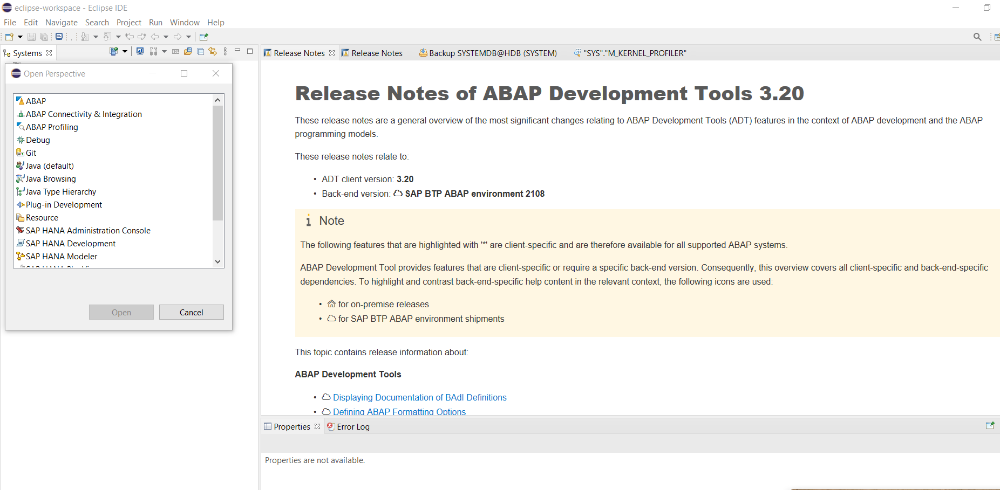 eclipse-workspace - Eclipse IDE
File Edit Navigate Search Project Run Window Help
Systems
Release Notes
Release Notes
Backup SYSTEMDB@HDB (SYSTEM)
"SYS"."M_KERNEL_PROFILER"
Open Perspective
ABAP
ABAP Connectivity & Integration
ABAP Profiling
Debug
Git
Java (default)
Java Browsing
Java Type Hierarchy
Plug-in Development
Resource
SAP HANA Administration Console
SAP HANA Development
SAP HANA Modeler
Open
Cancel
Release Notes of ABAP Development Tools 3.20
These release notes are a general overview of the most significant changes relating to ABAP Development Tools (ADT) features in the context of ABAP development and the ABAP
programming models.
These release notes relate to:
• ADT client version: 3.20
• Back-end version: SAP BTP ABAP environment 2108
Note
The following features that are highlighted with '*' are client-specific and are therefore available for all supported ABAP systems.
ABAP Development Tool provides features that are client-specific or require a specific back-end version. Consequently, this overview covers all client-specific and back-end-specific
dependencies. To highlight and contrast back-end-specific help content in the relevant context, the following icons are used:
• for on-premise releases
• for SAP BTP ABAP environment shipments
This topic contains release information about:
ABAP Development Tools
• Displaying Documentation of BAdI Definitions
• Defining ABAP Formatting Options
Properties
Error Log
Properties are not available.